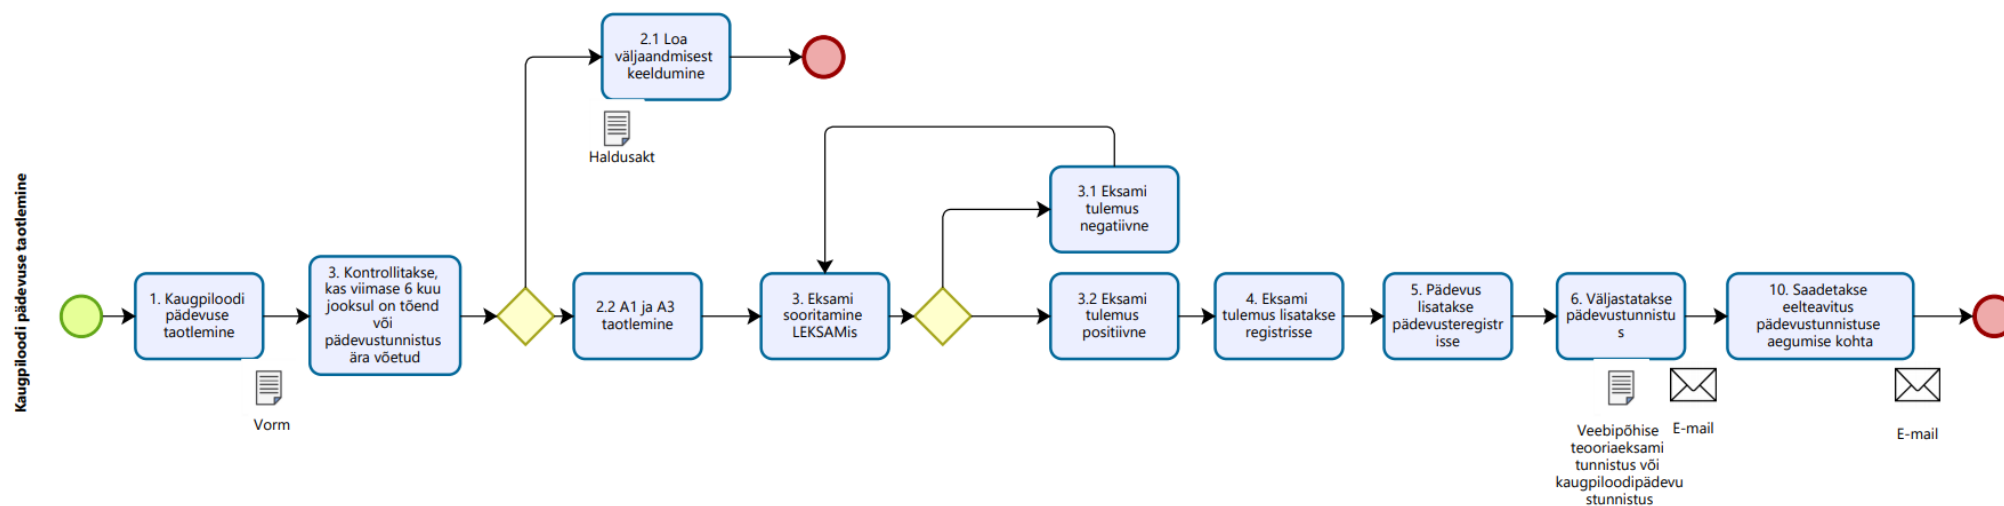 Kaugpiloodi pädevuse taotlemine
1. Kaugpiloodi
pädevuse
taotlemine
Vorm
3. Kontrollitakse,
kas viimase 6 kuu
jooksul on tõend
või
pädevustunnistus
ära võetud
2.1 Loa
väljaandmisest
keeldumine
Haldusakt
2.2 A1 ja A3
taotlemine
3. Eksami
sooritamine
LEKSAMis
3.1 Eksami
tulemus
negatiivne
3.2 Eksami
tulemus
positiivne
4. Eksami
tulemus lisatakse
registrisse
5. Pädevus
lisatakse
pädevusteregistr
isse
6. Väljastatakse
pädevustunnistu
s
Veebipõhise
teooriaeksami
tunnistus või
kaugpiloodipädevu
stunnistus
E-mail
10. Saadetakse
eelteavitus
pädevustunnistuse
aegumise kohta
E-mail